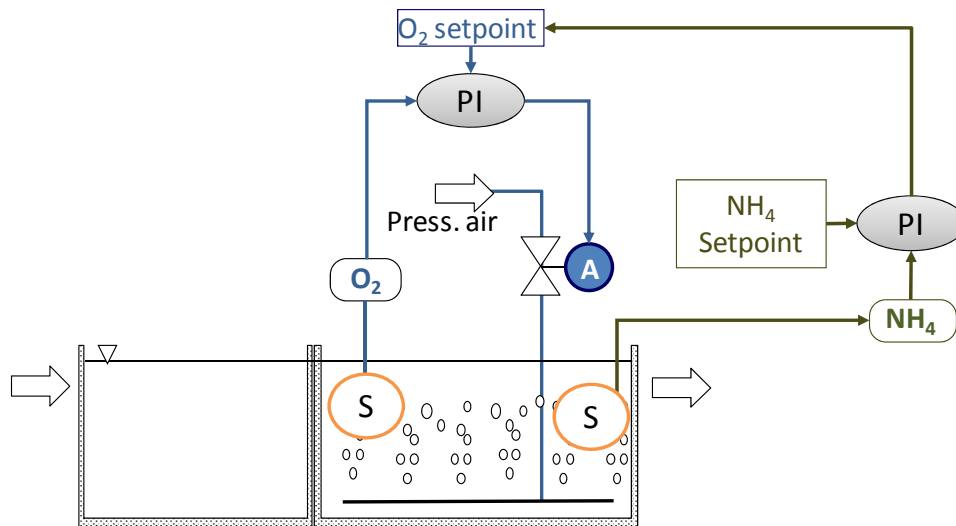 O₂ setpoint
PI
Press. air
NH₄
Setpoint
PI
A
O₂
NH₄
S
S